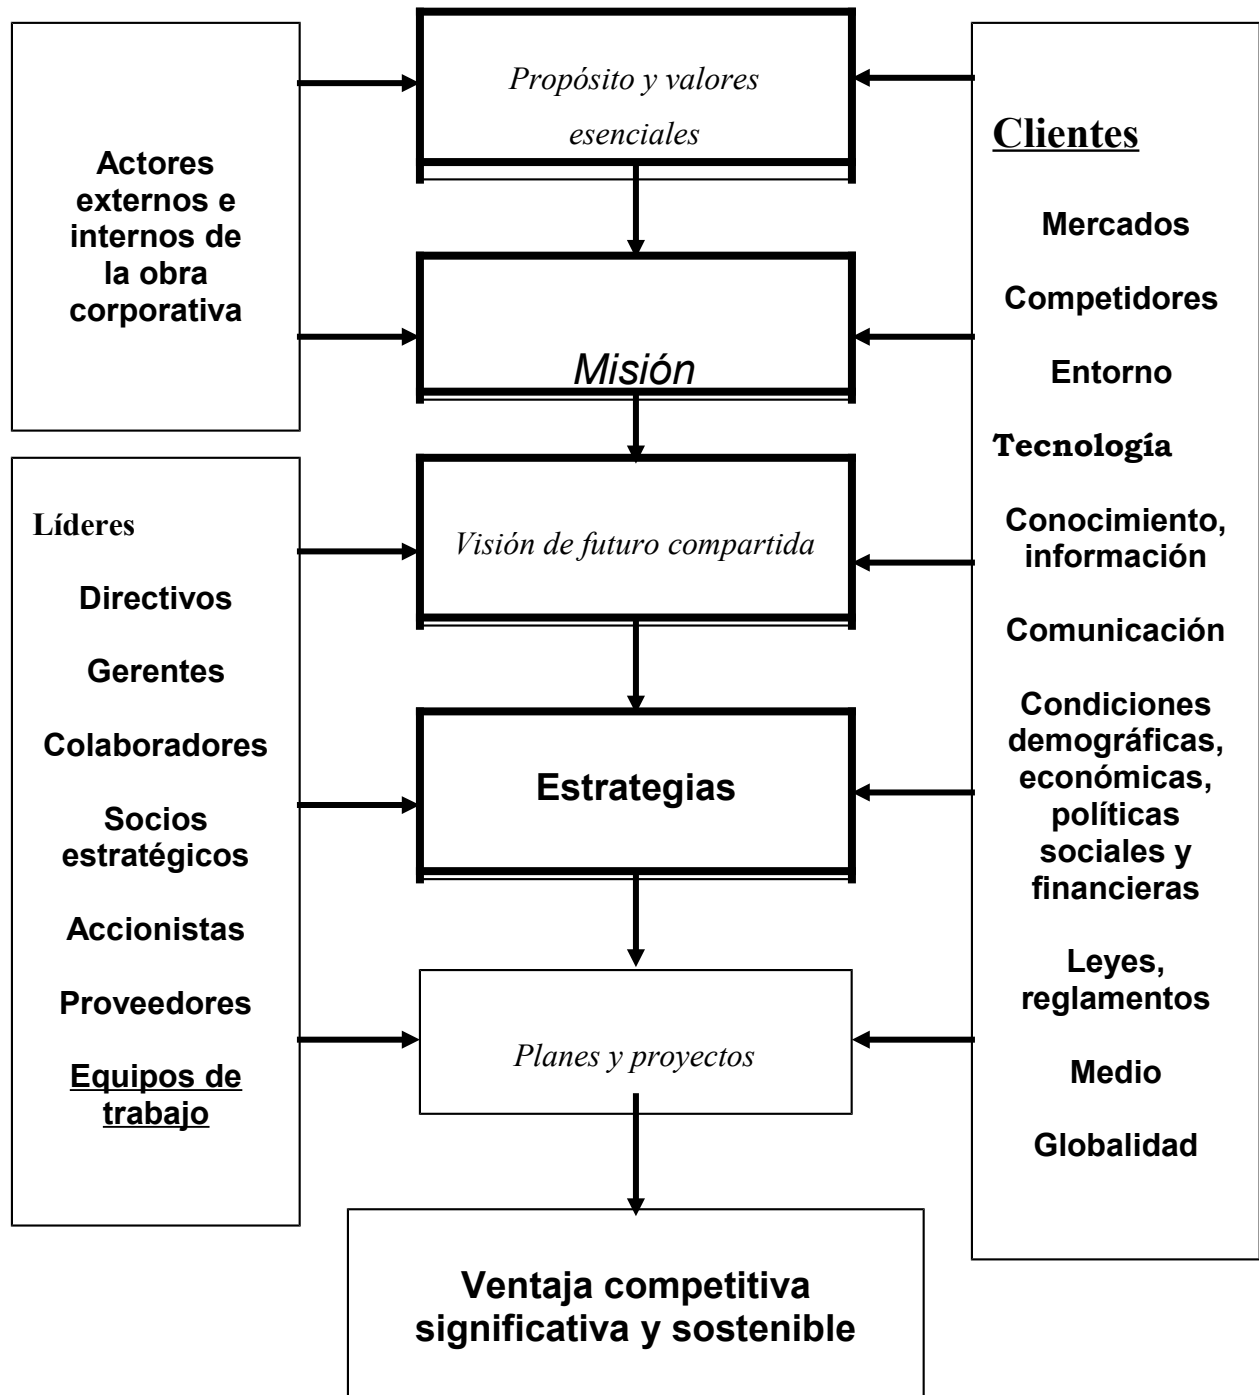 Propósito y valores
esenciales
Actores
externos e
internos de
la obra
corporativa
Misión
Líderes
Directivos
Gerentes
Colaboradores
Socios
estratégicos
Accionistas
Proveedores
Equipos de
trabajo
Visión de futuro compartida
Estrategias
Planes y proyectos
Clientes
Mercados
Competidores
Entorno
Tecnología
Conocimiento,
información
Comunicación
Condiciones
demográficas,
económicas,
políticas
sociales y
financieras
Leyes,
reglamentos
Medio
Globalidad
Ventaja competitiva
significativa y sostenible